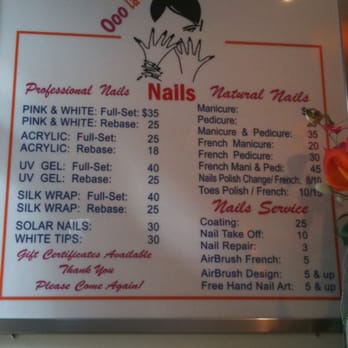 Ooo la
Professional Nails
Nails
Natural Nails
PINK & WHITE: Full-Set: $35
PINK & WHITE: Rebase: 25
ACRYLIC: Full-Set: 25
ACRYLIC: Rebase: 18
UV GEL: Full-Set: 40
UV GEL: Rebase: 25
SILK WRAP: Full-Set: 40
SILK WRAP: Rebase: 25
SOLAR NAILS: 30
WHITE TIPS: 30
Gift Certificates Available
Thank You
Please Come Again!
Manicure: $
Pedicure:
Manicure & Pedicure: 35
French Manicure: 20
French Pedicure: 30
French Mani & Pedi: 45
Nails Polish Change/ French: 8/10
Toes Polish / French: 10/10
Nails Service
Coating: 25
Nail Take Off: 10
Nail Repair: 3
AirBrush French: 5
AirBrush Design: 5 & up
Free Hand Nail Art: 5 & up